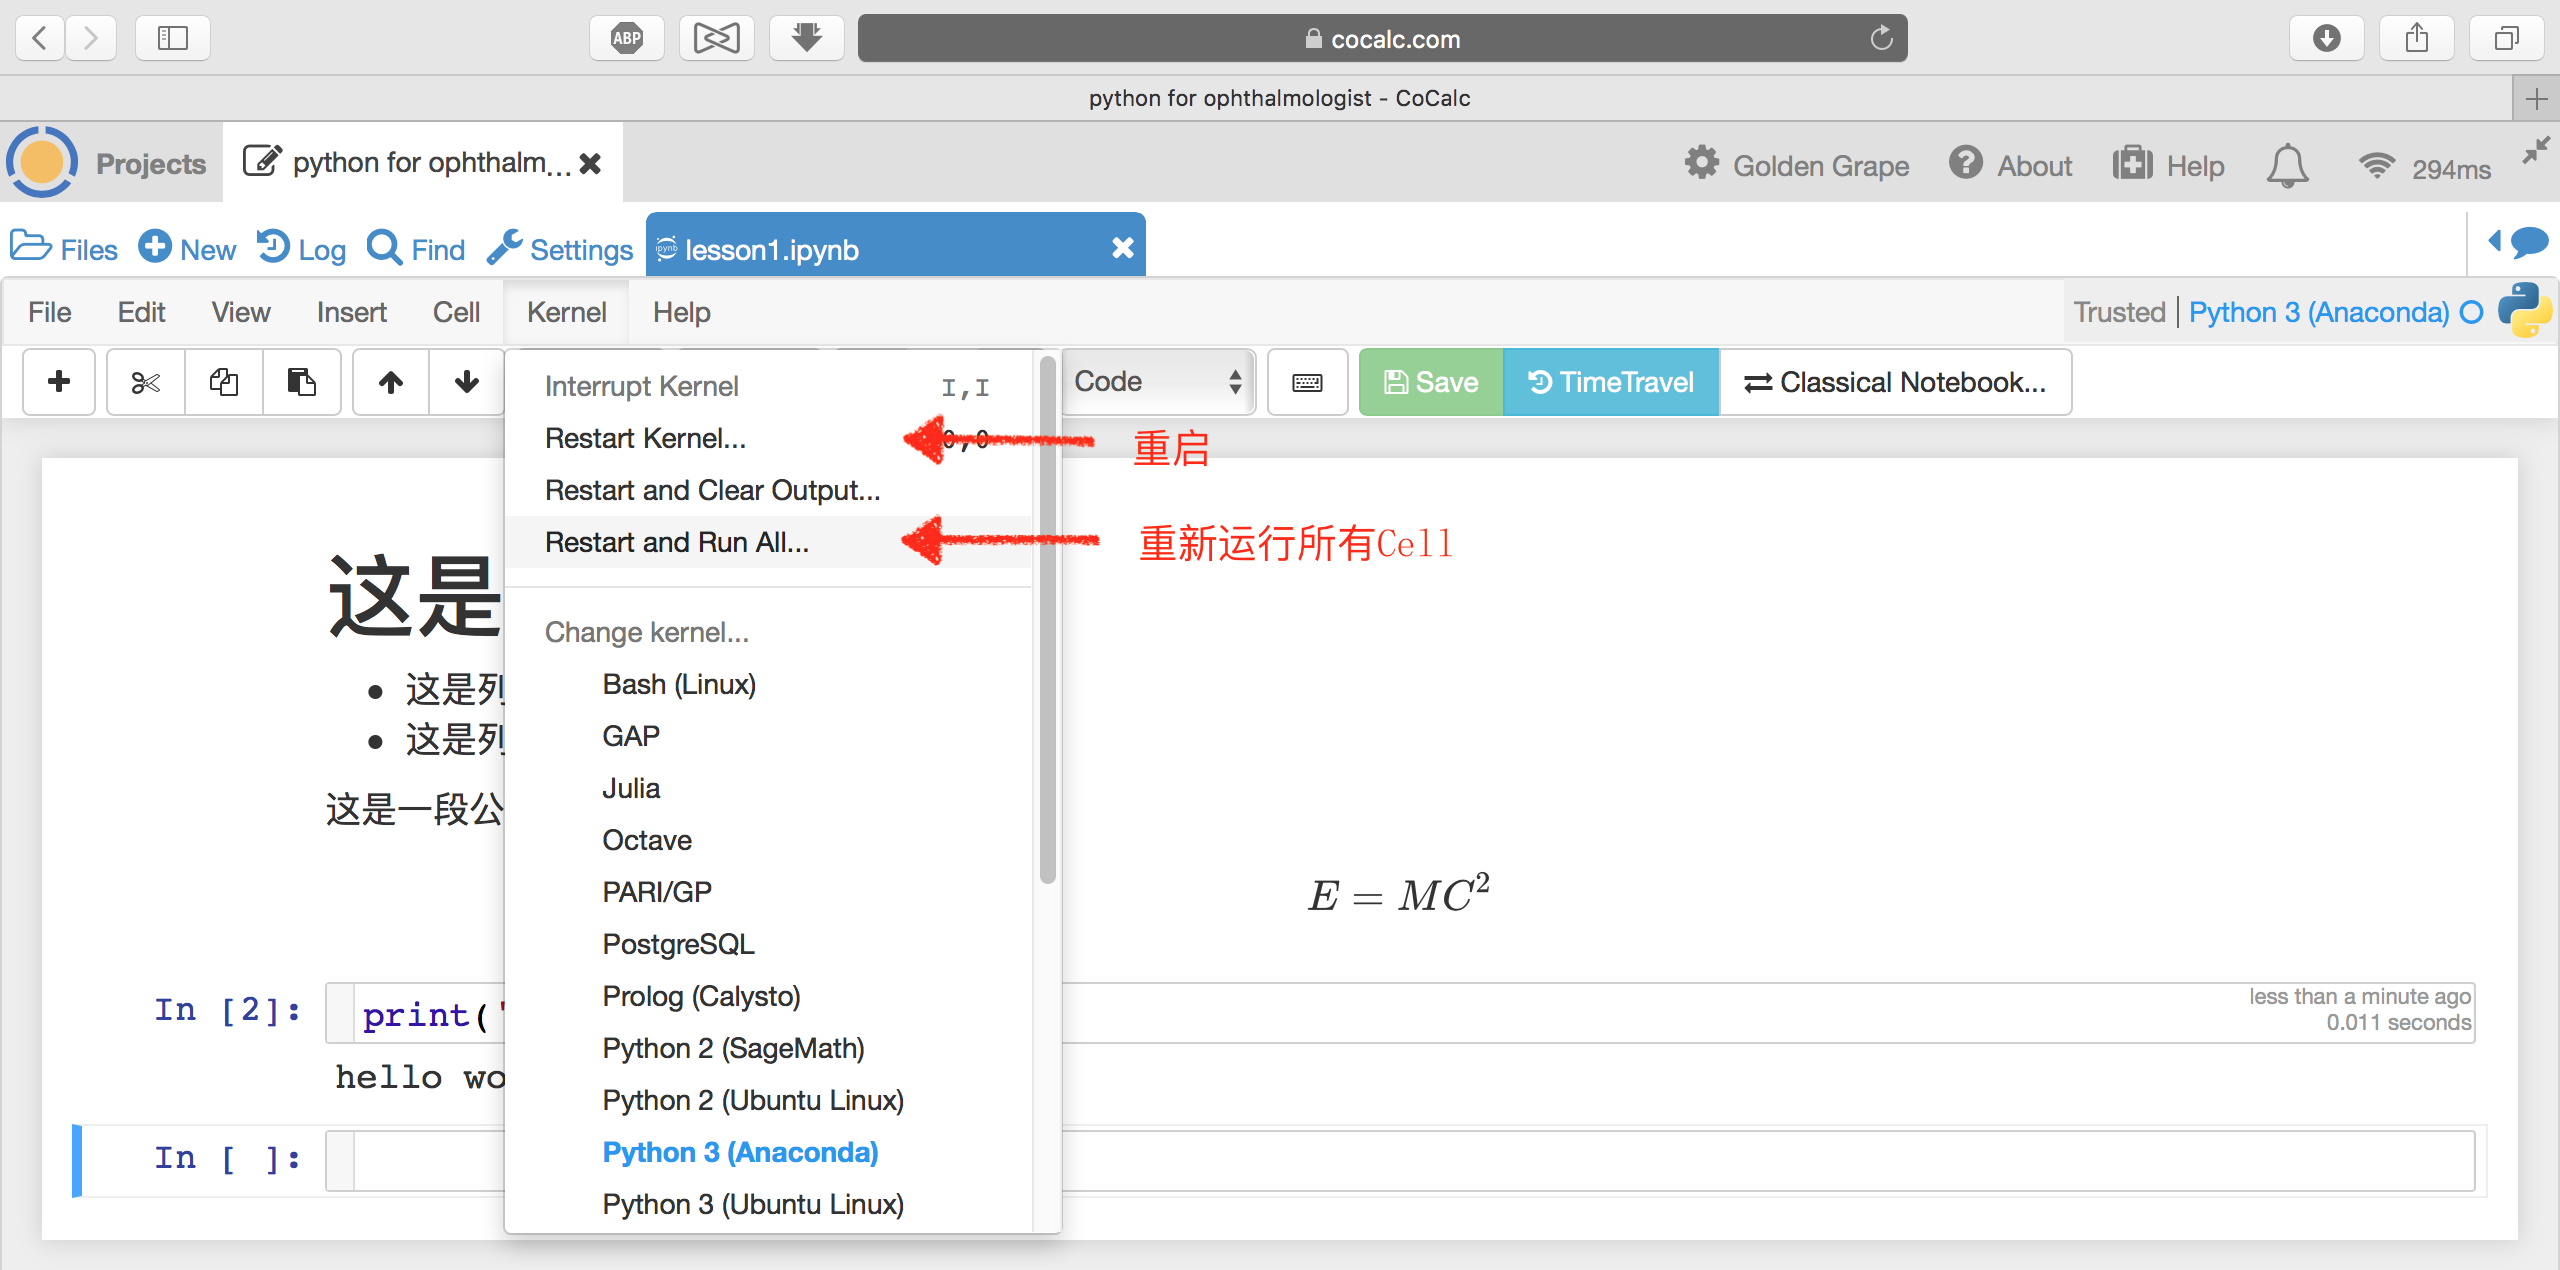 ABP
cocalc.com
python for ophthalmologist - CoCalc
Projects
python for ophthalm...
Golden Grape
About
Help
294ms
Files
New
Log
Find
Settings
ipynb
lesson1.ipynb
File Edit View Insert Cell Kernel Help
Trusted
Python 3 (Anaconda)
Code
Save
TimeTravel
Classical Notebook...
Interrupt Kernel I,I
Restart Kernel... 0,0
重启
Restart and Clear Output...
Restart and Run All...
重新运行所有Cell
Change kernel...
Bash (Linux)
GAP
Julia
Octave
PARI/GP
PostgreSQL
Prolog (Calysto)
Python 2 (SageMath)
Python 2 (Ubuntu Linux)
Python 3 (Anaconda)
Python 3 (Ubuntu Linux)
这是
这是列
这是列
这是一段公
E = MC²
In [2]:
print('
less than a minute ago
0.011 seconds
hello wo
In [ ]: